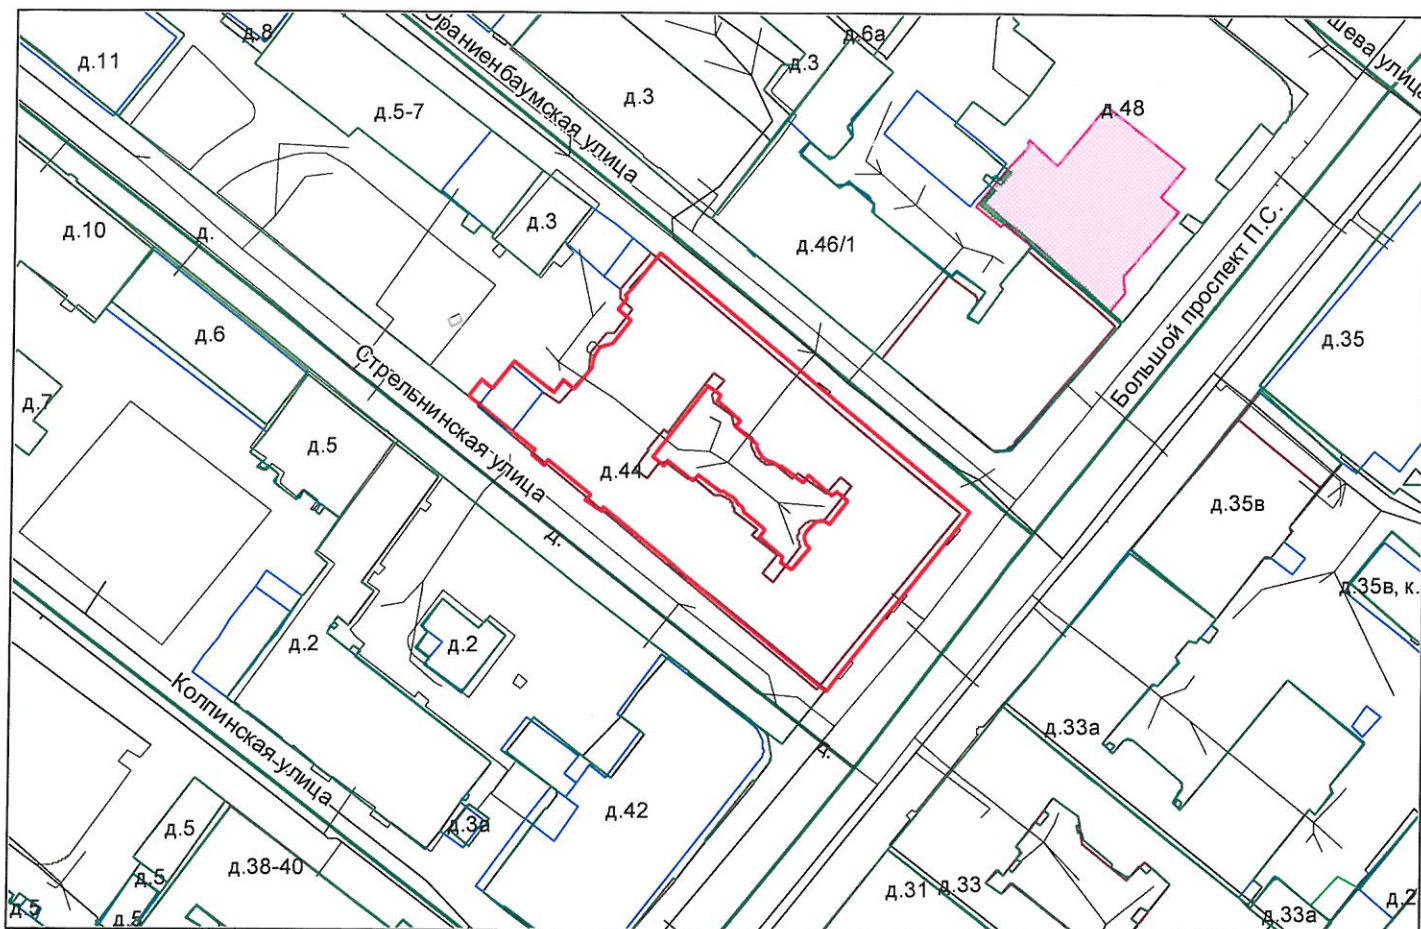 Ораниенбаумская улица
шева улица
д.8
д.6а
д.11
д.3
д.3
д.5-7
д.48
д.3
д.10
д.
д.46/1
Большой проспект П.С.
д.6
д.35
Стрельнинская улица
д.7
д.5
д.44
д.35в
д.
д.35в, к.
д.2
д.2
Колпинская улица
д.33а
д.
д.42
д.3а
д.5
д.38-40
д.5
д.31
д.33
д.2
д.5
д.5
д.33а